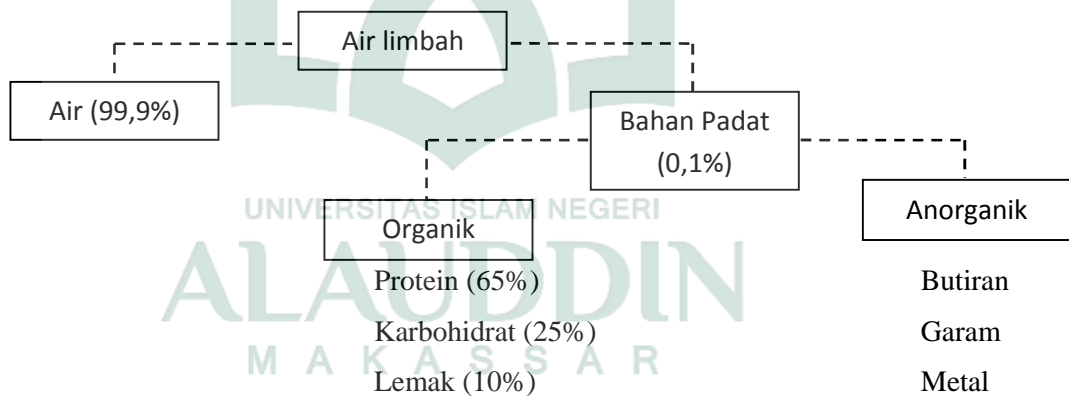 Air limbah
Air (99,9%)
Bahan Padat
(0,1%)
UNIVERSITAS ISLAM NEGERI
Organik
Anorganik
ALAUDDIN
Protein (65%)
Butiran
Karbohidrat (25%)
Garam
MAKASSAR
Lemak (10%)
Metal